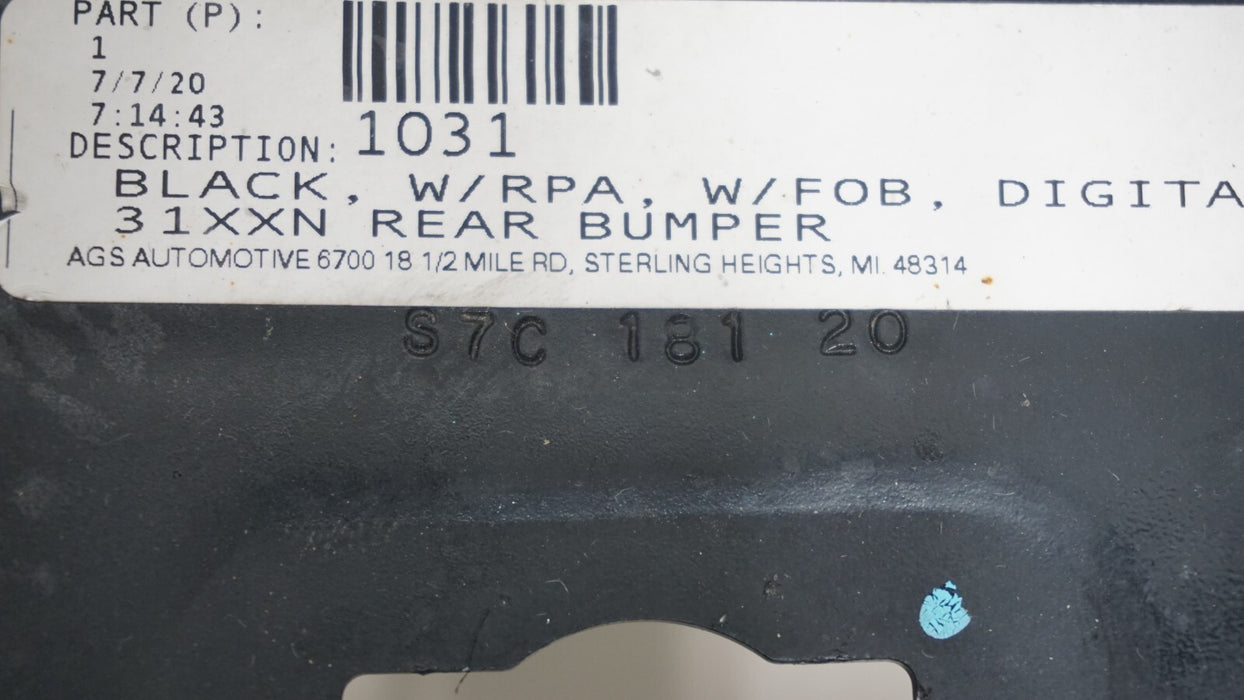 PART (P):
1
7/7/20
7:14:43
1031
DESCRIPTION:
BLACK, W/RPA, W/FOB, DIGITA
31XXN REAR BUMPER
AGS AUTOMOTIVE 6700 18 1/2 MILE RD, STERLING HEIGHTS, MI. 48314
S7C 181 20